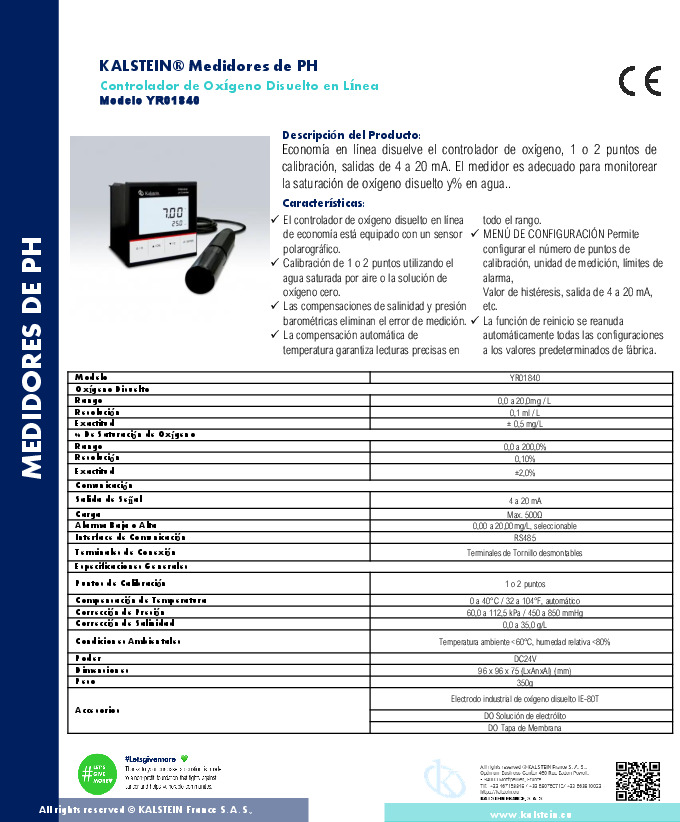 KALSTEIN® Medidores de PH
Controlador de Oxígeno Disuelto en Línea
Modelo YR01840
MEDIDORES DE PH
Kalstein
7.00
25.0
Descripción del Producto:
Economía en línea disuelve el controlador de oxígeno, 1 o 2 puntos de
calibración, salidas de 4 a 20 mA. El medidor es adecuado para monitorear
la saturación de oxígeno disuelto y% en agua..
Características:
✓ El controlador de oxígeno disuelto en línea
de economía está equipado con un sensor
polarográfico.
✓ Calibración de 1 o 2 puntos utilizando el
agua saturada por aire o la solución de
oxígeno cero.
✓ Las compensaciones de salinidad y presión
barométricas eliminan el error de medición.
✓ La compensación automática de
temperatura garantiza lecturas precisas en
todo el rango.
✓ MENÚ DE CONFIGURACIÓN Permite
configurar el número de puntos de
calibración, unidad de medición, límites de
alarma,
Valor de histéresis, salida de 4 a 20 mA,
etc.
✓ La función de reinicio se reanuda
automáticamente todas las configuraciones
a los valores predeterminados de fábrica.
Modelo YR01840
Oxígeno Disuelto
Rango 0,0 a 20,0mg / L
Resolución 0,1 ml / L
Exactitud ± 0,5 mg/L
% De Saturación de Oxígeno
Rango 0,0 a 200,0%
Resolución 0,10%
Exactitud ±2,0%
Comunicación
Salida de Señal 4 a 20 mA
Carga Max. 500Ω
Alarma Baja o Alta 0,00 a 20,00mg/L, seleccionable
Interface de Comunicación RS485
Terminales de Conexión Terminales de Tornillo desmontables
Especificaciones Generales
Puntos de Calibración 1 o 2 puntos
Compensación de Temperatura 0 a 40°C / 32 a 104°F, automático
Corrección de Presión 60,0 a 112,5 kPa / 450 a 850 mmHg
Corrección de Salinidad 0,0 a 35,0 g/L
Condiciones Ambientales Temperatura ambiente <60°C, humedad relativa <80%
Poder DC24V
Dimensiones 96 x 96 x 75 (LxAnxAl) (mm)
Peso 350g
Accesorios Electrodo industrial de oxígeno disuelto IE-80T
DO Solución de electrólito
DO Tapa de Membrana
# LET'S
GIVE
MORE
#Letsgivemore
All rights reserved © KALSTEIN France S. A. S.,
KALSTEIN FRANCE, S. A. S
All rights reserved © KALSTEIN France S. A. S.,
www.kalstein.eu